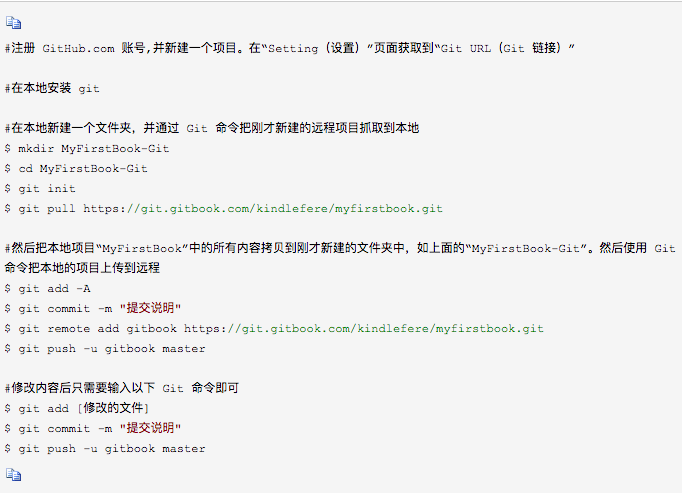 #注册 GitHub.com 账号,并新建一个项目。在“Setting（设置）”页面获取到“Git URL（Git 链接）”
#在本地安装 git
#在本地新建一个文件夹，并通过 Git 命令把刚才新建的远程项目抓取到本地
$ mkdir MyFirstBook-Git
$ cd MyFirstBook-Git
$ git init
$ git pull https://git.gitbook.com/kindlefere/myfirstbook.git
#然后把本地项目“MyFirstBook”中的所有内容拷贝到刚才新建的文件夹中，如上面的“MyFirstBook-Git”。然后使用 Git
命令把本地的项目上传到远程
$ git add -A
$ git commit -m "提交说明"
$ git remote add gitbook https://git.gitbook.com/kindlefere/myfirstbook.git
$ git push -u gitbook master
#修改内容后只需要输入以下 Git 命令即可
$ git add [修改的文件]
$ git commit -m "提交说明"
$ git push -u gitbook master